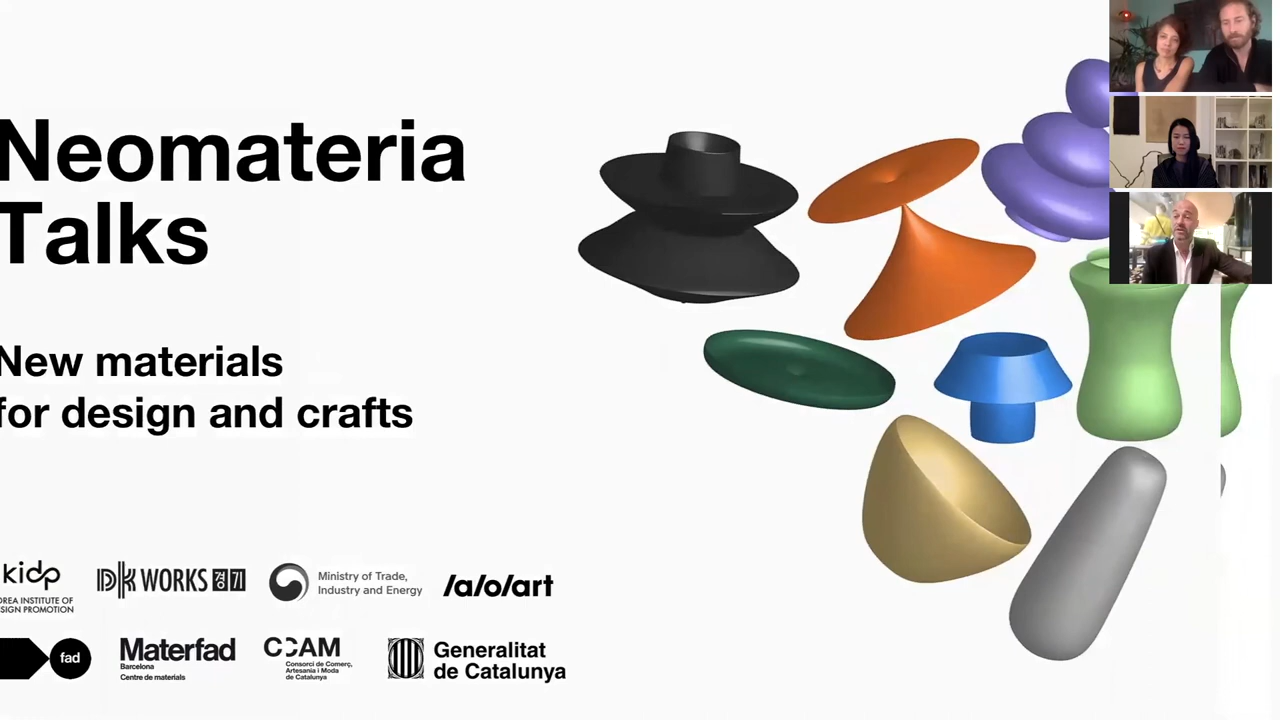 Neomateria
Talks
New materials
for design and crafts
kidp
OREA INSTITUTE OF
SIGN PROMOTION
DK WORKS
Ministry of Trade,
Industry and Energy
/a/o/art
fad
Materfad
Barcelona
Centre de materials
CCAM
Consorci de Comerç,
Artesania i Moda
de Catalunya
Generalitat
de Catalunya